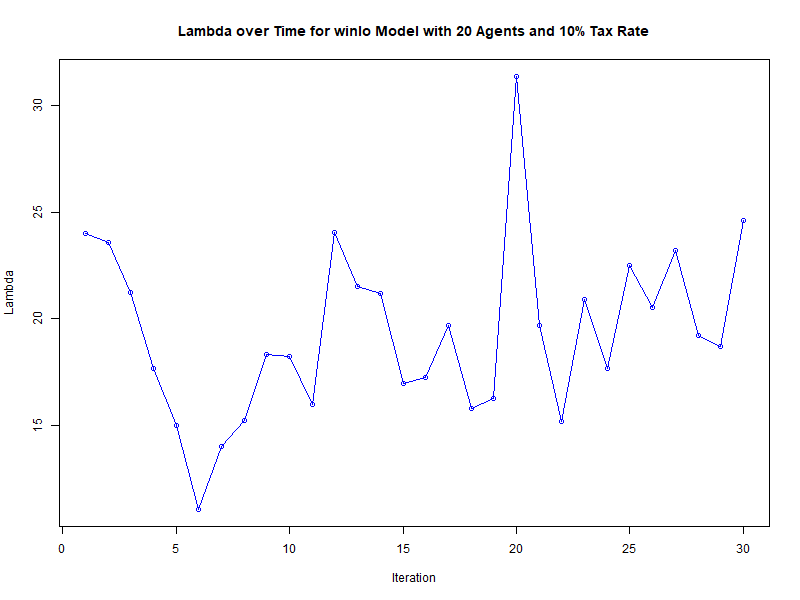 Lambda over Time for winlo Model with 20 Agents and 10% Tax Rate
30
25
20
15
Lambda
0 5 10 15 20 25 30
Iteration